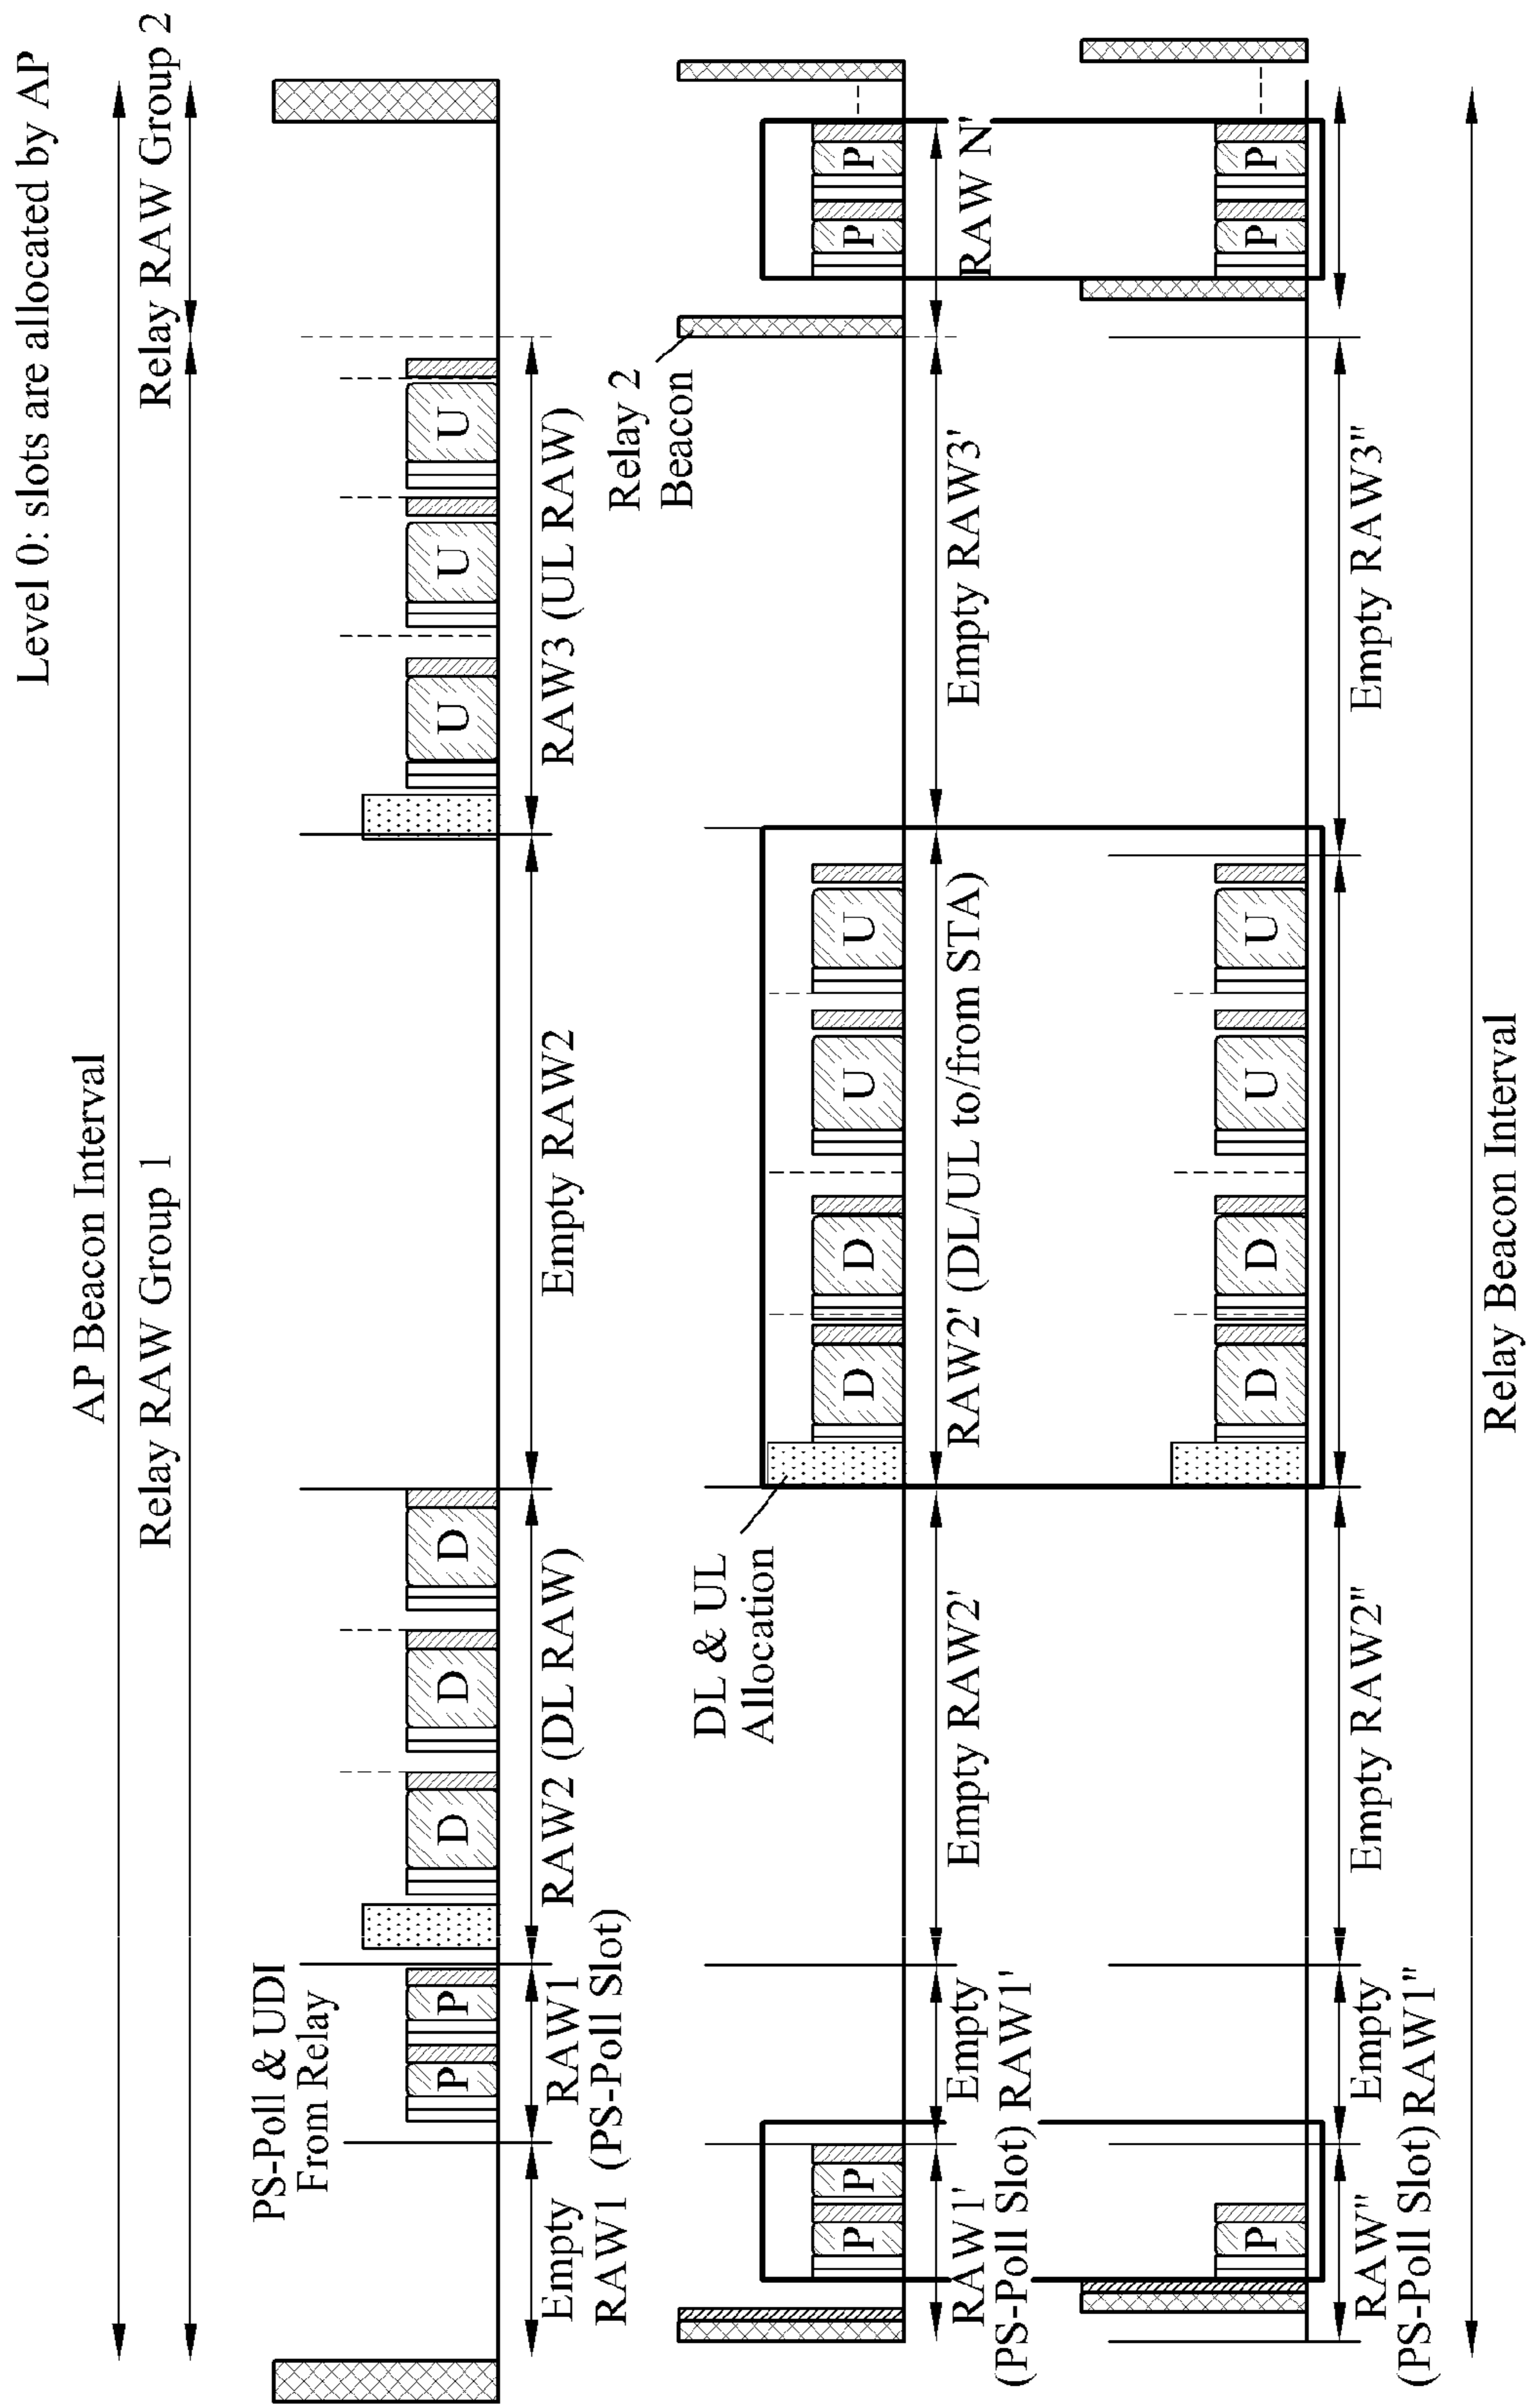 Level 0: slots are allocated by AP
AP Beacon Interval
Relay RAW Group 1
Relay RAW Group 2
PS-Poll & UDI
From Relay
P
P
D
D
D
U
U
U
Empty
RAW1
RAW1
(PS-Poll Slot)
RAW2 (DL RAW)
Empty RAW2
RAW3 (UL RAW)
DL & UL
Allocation
Relay 2
Beacon
P
P
D
D
U
U
P
P
RAW1'
(PS-Poll Slot)
Empty
RAW1'
Empty RAW2'
RAW2' (DL/UL to/from STA)
Empty RAW3'
RAW N'
P
D
D
U
U
P
P
RAW"
(PS-Poll Slot)
Empty
RAW1"
Empty RAW2"
Empty RAW3"
Relay Beacon Interval